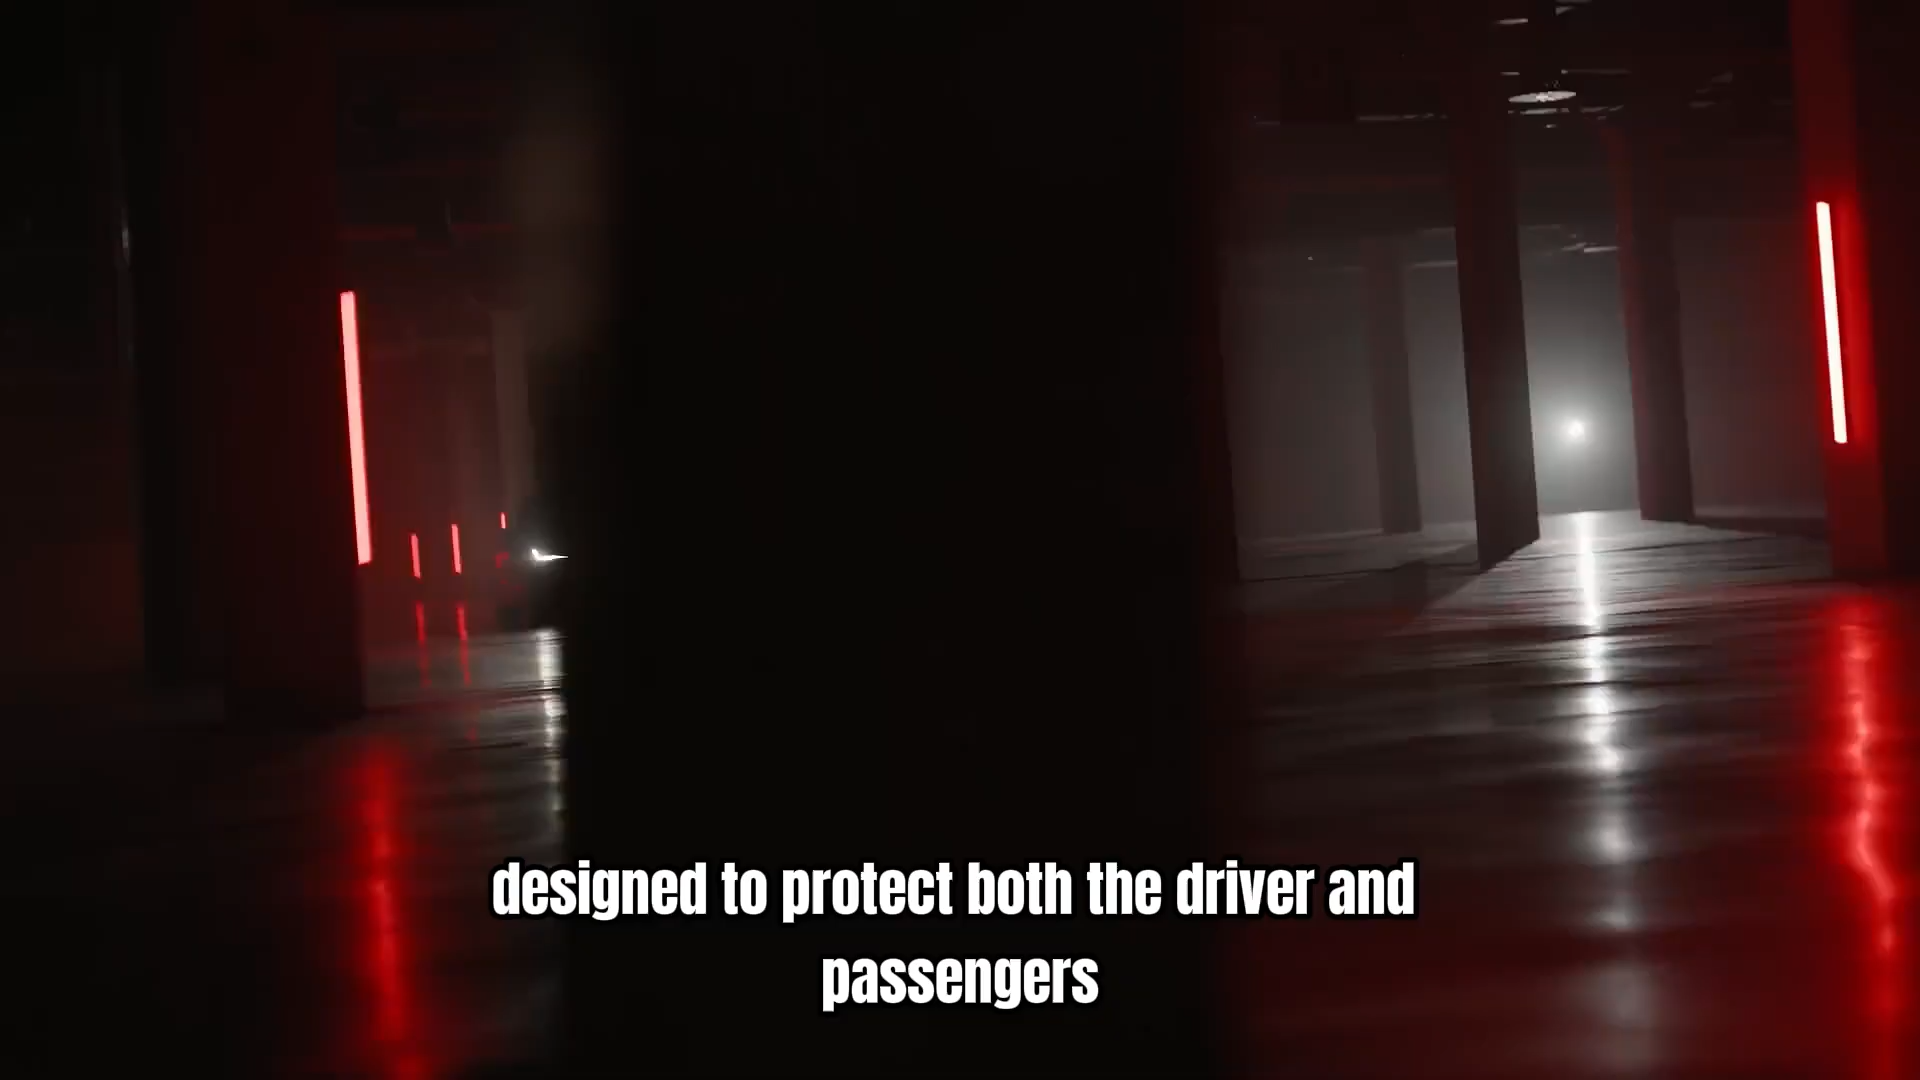 designed to protect both the driver and
passengers